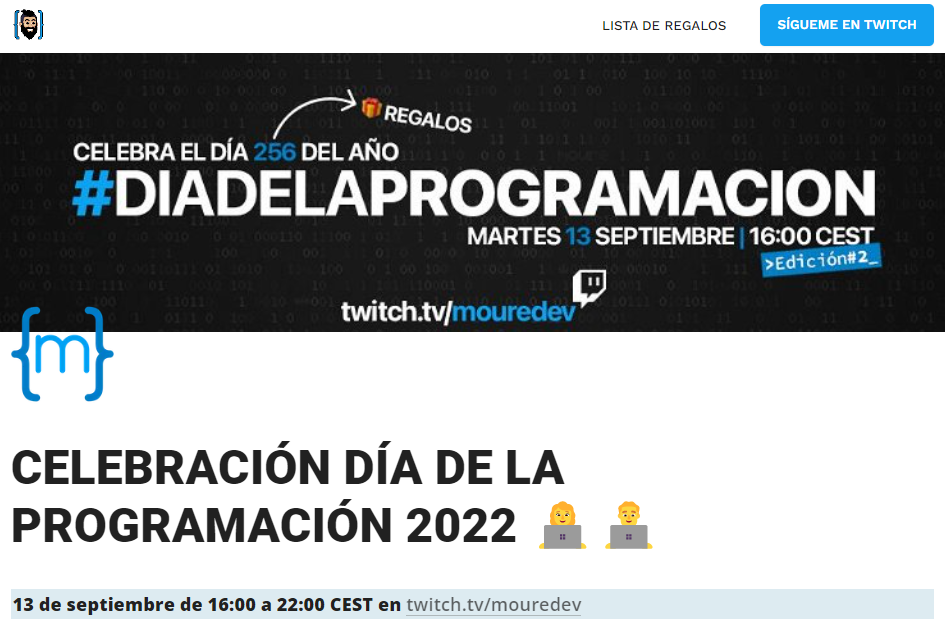 LISTA DE REGALOS
SÍGUEME EN TWITCH
REGALOS
CELEBRA EL DÍA 256 DEL AÑO
#DIADELAPROGRAMACION
MARTES 13 SEPTIEMBRE | 16:00 CEST
>Edición#2_
twitch.tv/mouredev
{m}
CELEBRACIÓN DÍA DE LA
PROGRAMACIÓN 2022
13 de septiembre de 16:00 a 22:00 CEST en twitch.tv/mouredev